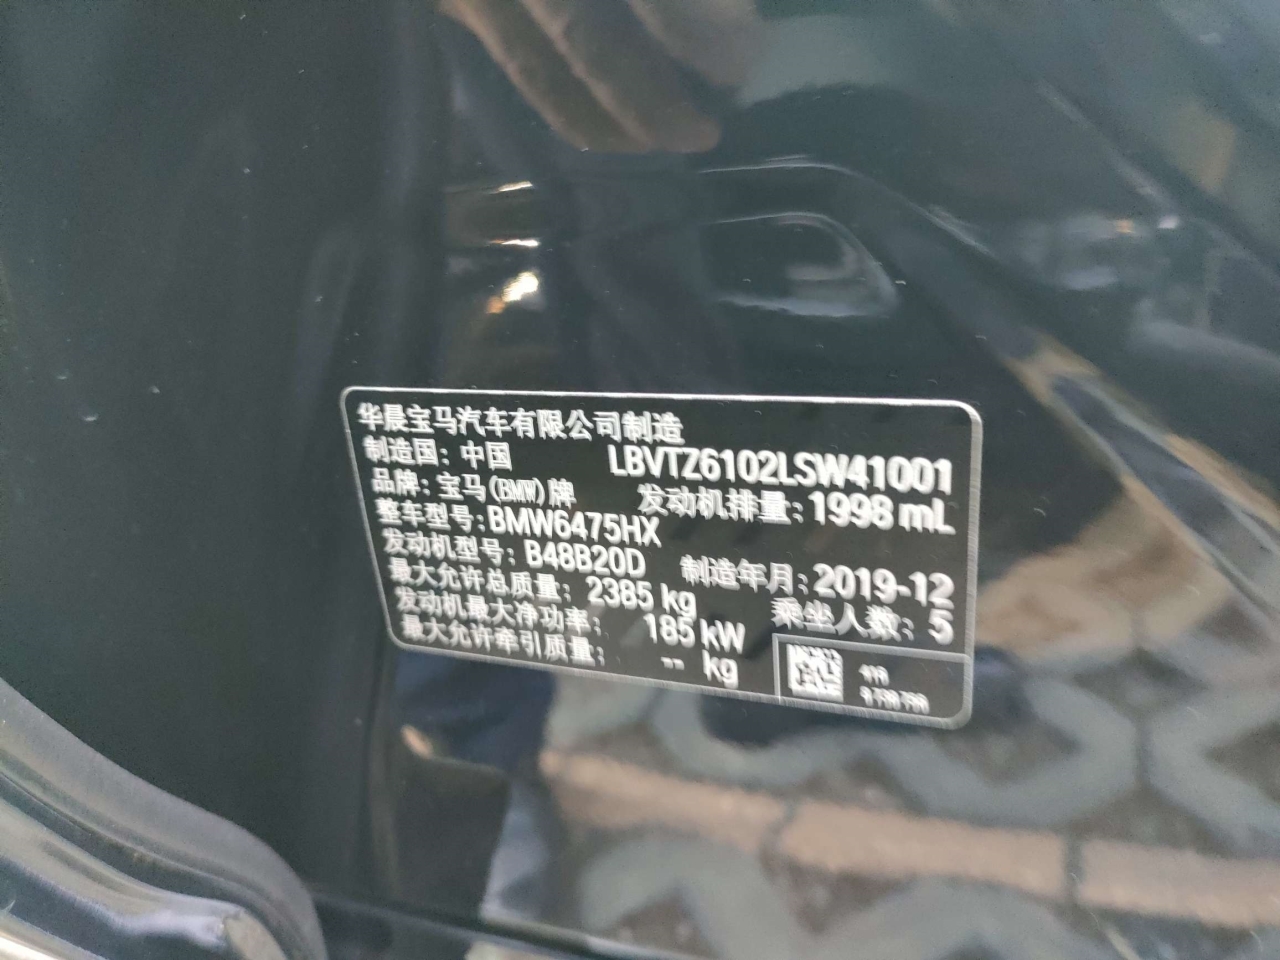 华晨宝马汽车有限公司制造
制造国: 中国 LBVTZ6102LSW41001
品牌: 宝马(BMW)牌 发动机排量: 1998 mL
整车型号: BMW6475HX
发动机型号: B48B20D 制造年月: 2019-12
最大允许总质量: 2385 kg 乘坐人数: 5
发动机最大净功率: 185 kW
最大允许牵引质量: -- kg